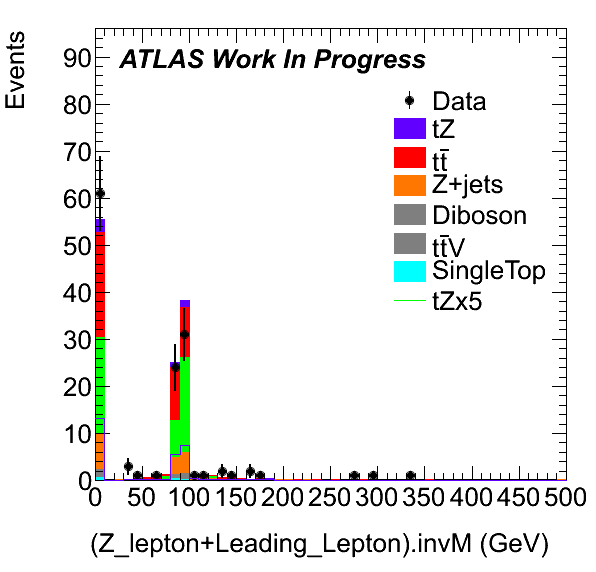 Events
ATLAS Work In Progress
Data
tZ
tt̄
Z+jets
Diboson
tt̄V
SingleTop
tZx5
90
80
70
60
50
40
30
20
10
0
0 50 100 150 200 250 300 350 400 450 500
(Z_lepton+Leading_Lepton).invM (GeV)